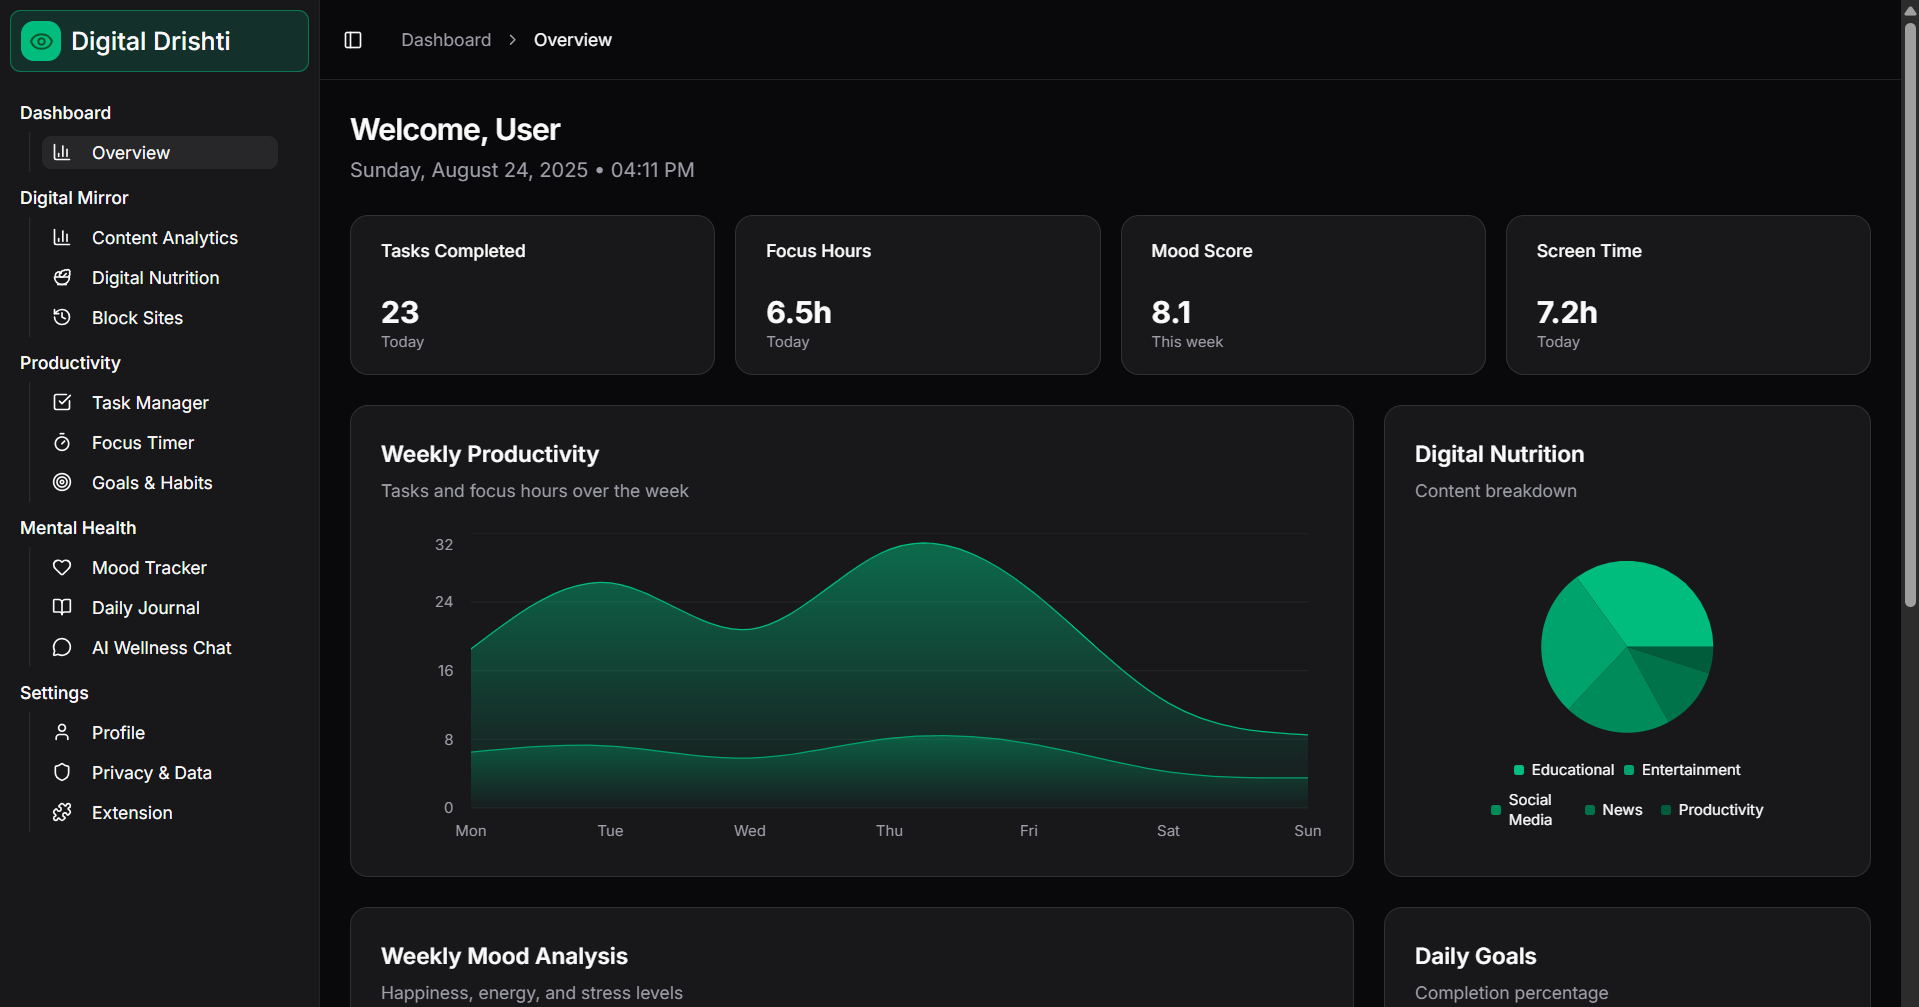 Digital Drishti
Dashboard
Overview
Digital Mirror
Content Analytics
Digital Nutrition
Block Sites
Productivity
Task Manager
Focus Timer
Goals & Habits
Mental Health
Mood Tracker
Daily Journal
AI Wellness Chat
Settings
Profile
Privacy & Data
Extension
Dashboard > Overview
Welcome, User
Sunday, August 24, 2025 • 04:11 PM
Tasks Completed
23
Today
Focus Hours
6.5h
Today
Mood Score
8.1
This week
Screen Time
7.2h
Today
Weekly Productivity
Tasks and focus hours over the week
32
24
16
8
0
Mon Tue Wed Thu Fri Sat Sun
Digital Nutrition
Content breakdown
Educational Entertainment
Social
Media
News Productivity
Weekly Mood Analysis
Happiness, energy, and stress levels
Daily Goals
Completion percentage